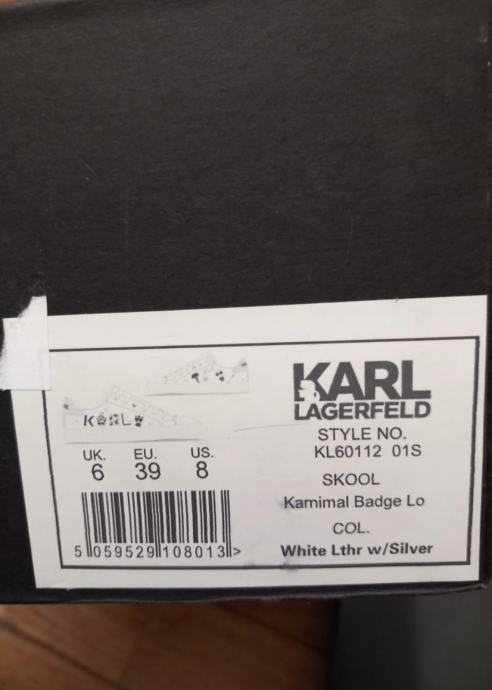 KARL
LAGERFELD
STYLE NO.
KL60112 01S
SKOOL
Karnimal Badge Lo
COL.
White Lthr w/Silver
KARL
UK. EU. US.
6 39 8
5 059529 108013 >